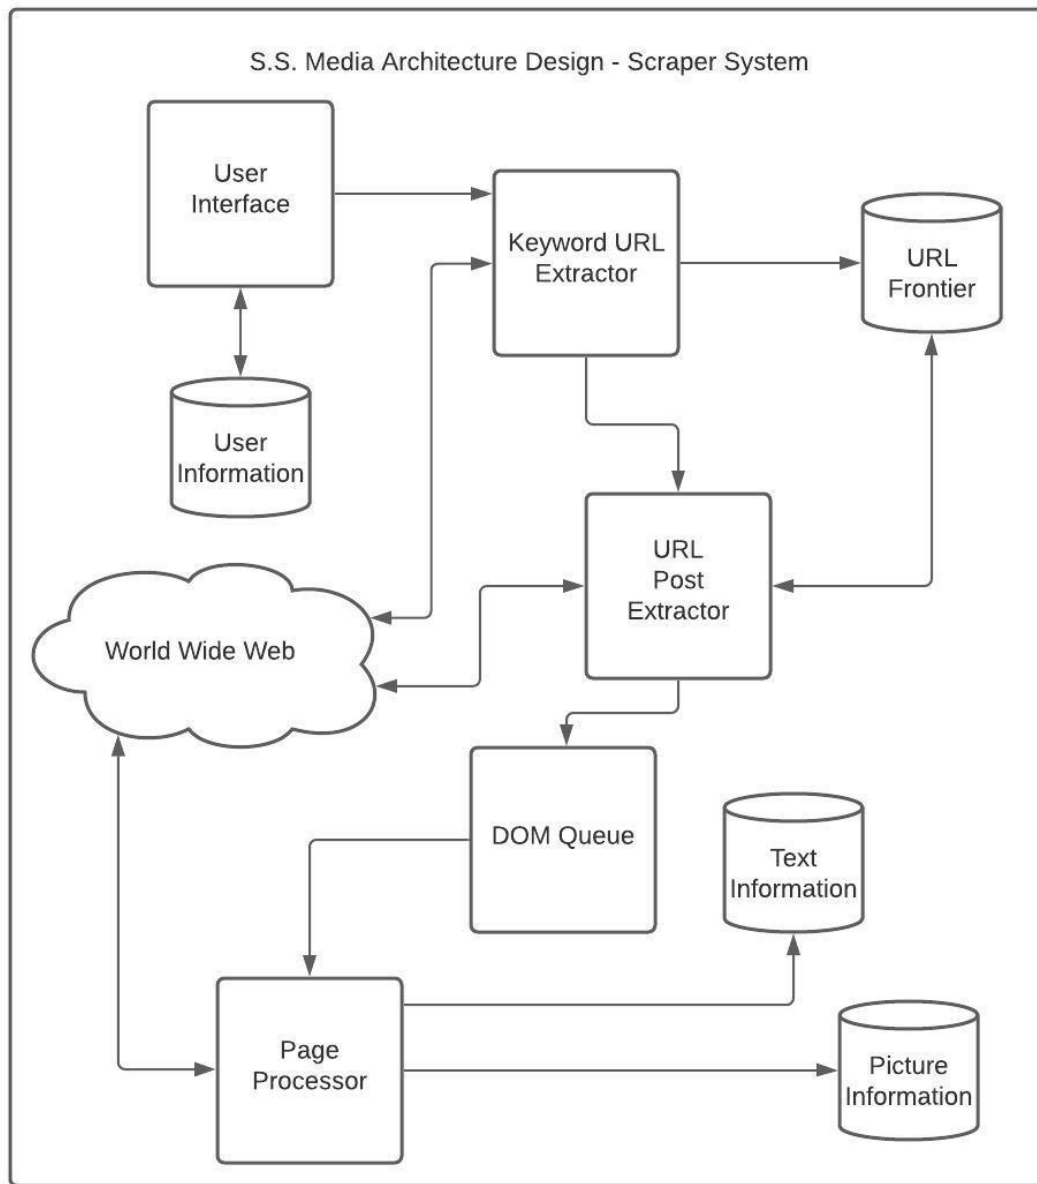 S.S. Media Architecture Design - Scraper System
User
Interface
Keyword URL
Extractor
URL
Frontier
User
Information
URL
Post
Extractor
World Wide Web
DOM Queue
Text
Information
Page
Processor
Picture
Information